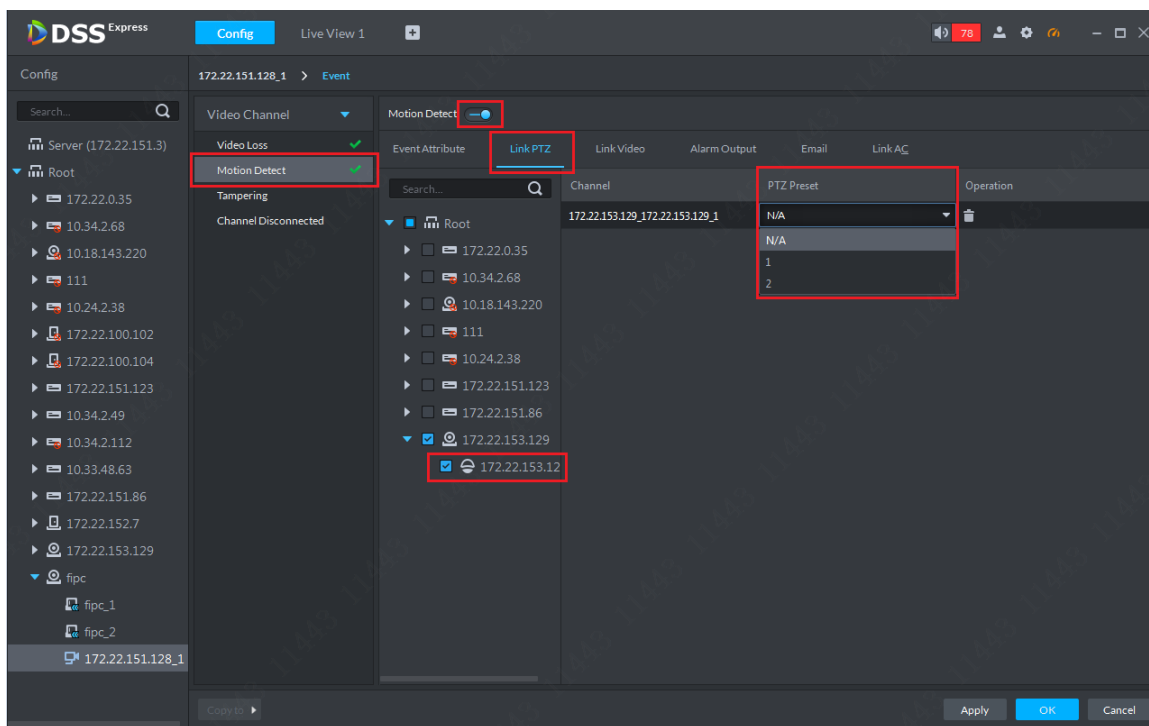 DSS Express
Config
Live View 1
78
Config
172.22.151.128_1 > Event
Search...
Server (172.22.151.3)
Root
172.22.0.35
10.34.2.68
10.18.143.220
111
10.24.2.38
172.22.100.102
172.22.100.104
172.22.151.123
10.34.2.49
10.34.2.112
10.33.48.63
172.22.151.86
172.22.152.7
172.22.153.129
fipc
fipc_1
fipc_2
172.22.151.128_1
Video Channel
Video Loss
Motion Detect
Tampering
Channel Disconnected
Motion Detect
Event Attribute
Link PTZ
Link Video
Alarm Output
Email
Link AC
Search...
Root
172.22.0.35
10.34.2.68
10.18.143.220
111
10.24.2.38
172.22.151.123
172.22.151.86
172.22.153.129
172.22.153.12
Channel
PTZ Preset
Operation
172.22.153.129_172.22.153.129_1
N/A
N/A
1
2
Copy to
Apply
OK
Cancel